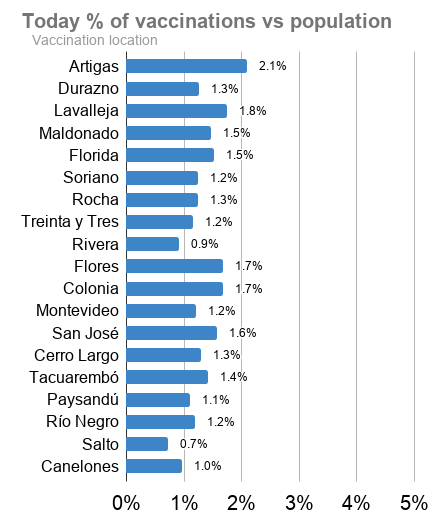 Today % of vaccinations vs population
Vaccination location
Artigas 2.1%
Durazno 1.3%
Lavalleja 1.8%
Maldonado 1.5%
Florida 1.5%
Soriano 1.2%
Rocha 1.3%
Treinta y Tres 1.2%
Rivera 0.9%
Flores 1.7%
Colonia 1.7%
Montevideo 1.2%
San José 1.6%
Cerro Largo 1.3%
Tacuarembó 1.4%
Paysandú 1.1%
Río Negro 1.2%
Salto 0.7%
Canelones 1.0%
0% 1% 2% 3% 4% 5%